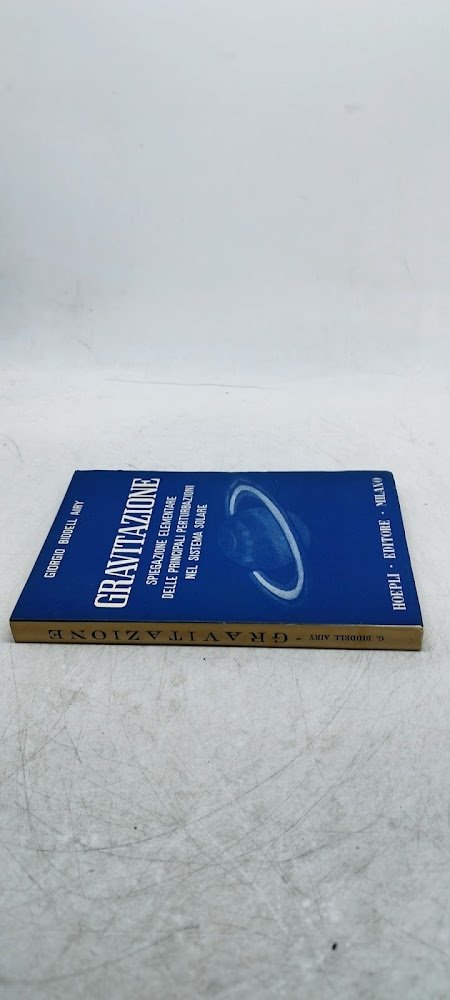 GIORGIO BIDDELL AIRY
GRAVITAZIONE
SPIEGAZIONE ELEMENTARE
DELLE PRINCIPALI PERTURBAZIONI
NEL SISTEMA SOLARE
HOEPLI · EDITORE · MILANO
G. BIDDELL AIRY - GRAVITAZIONE